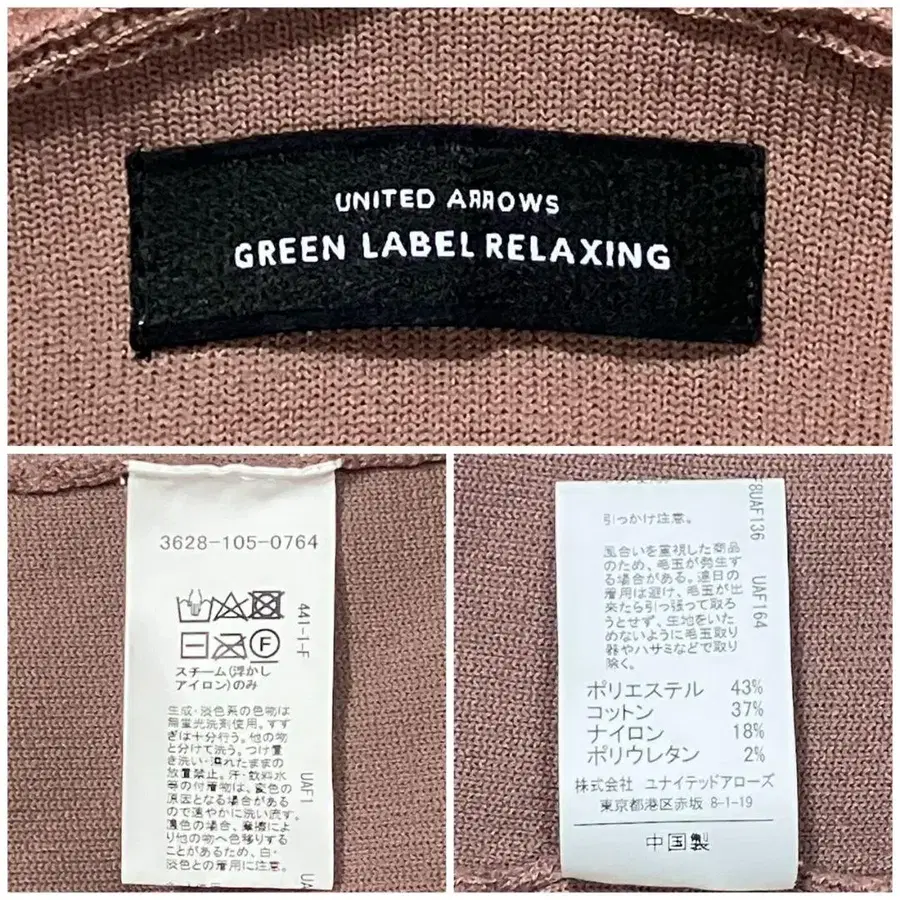 UNITED ARROWS
GREEN LABEL RELAXING
3628-105-0764
441-1-F
F
スチーム(浮かし
アイロン)のみ
生成・淡色系の色物は
無蛍光洗剤使用。すす
ぎは十分行う。他の物
と分けて洗う。つけ置
き洗い・濡れたままの
放置禁止。汗・飲料水
等の付着物は、変色の
原因となる場合がある
ので速やかに洗い流す。
濃色の場合、摩擦によ
り他の物へ色移りする
ことがあるため、白・
淡色との着用に注意。
UAF1
引っかけ注意。
風合いを重視した商品
のため、毛玉が発生す
る場合がある。連日の
着用は避け、毛玉が出
来たら引っ張って取ろ
うとせず、生地をいた
めないように毛玉取り
器やハサミなどで取り
除く。
F8UAF136
UAF164
ポリエステル 43%
コットン 37%
ナイロン 18%
ポリウレタン 2%
株式会社 ユナイテッドアローズ
東京都港区赤坂 8-1-19
中国製